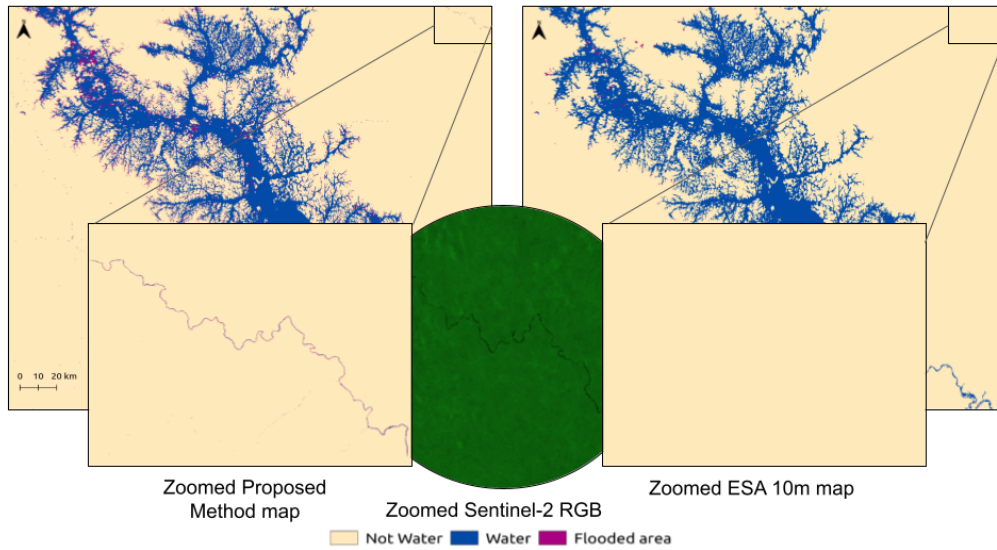 0 10 20 km
Zoomed Proposed
Method map
Zoomed Sentinel-2 RGB
Zoomed ESA 10m map
Not Water
Water
Flooded area